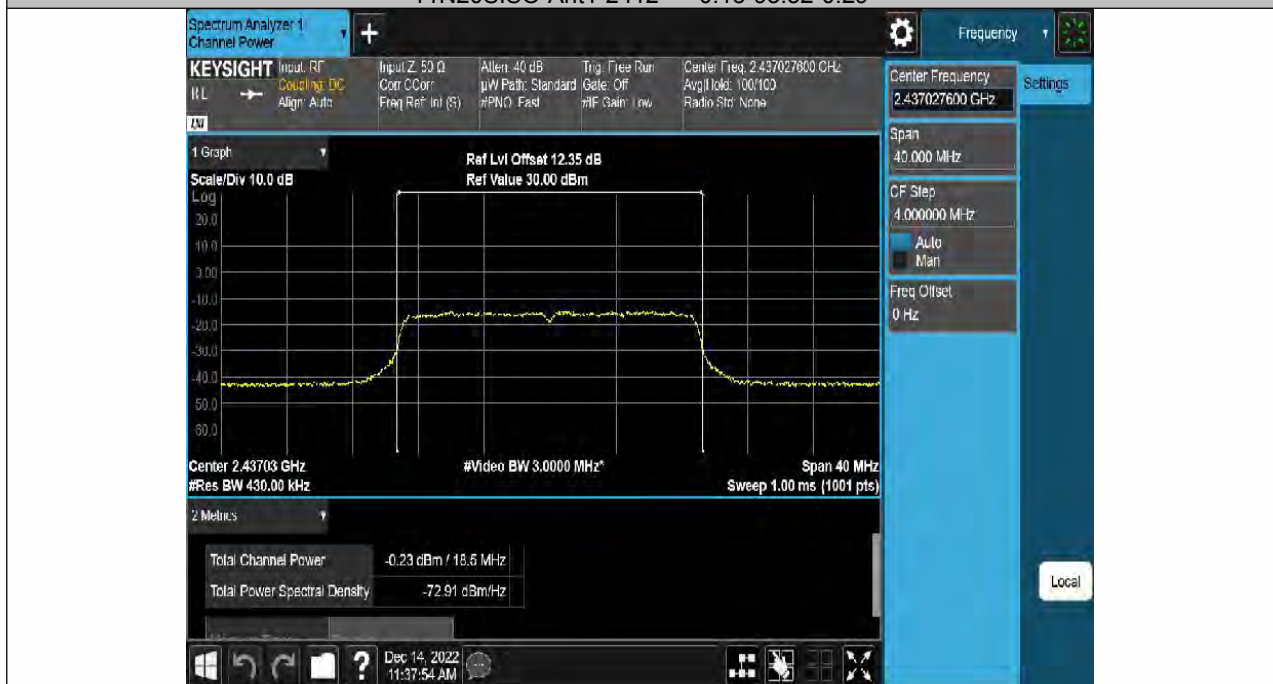 Spectrum Analyzer 1
Channel Power
+
Frequency
KEYSIGHT
Input: RF
Coupling: DC
Align: Auto
Input Z: 50 Ω
Corr CCorr
Freq Ref: Int (S)
Atten: 40 dB
µW Path: Standard
#PNO: Fast
Trig: Free Run
Gate: Off
#IF Gain: Low
Center Freq: 2.437027600 GHz
Avg|Hold: 100/100
Radio Std: None
RL
LXI
Center Frequency
2.437027600 GHz
Settings
Span
40.000 MHz
CF Step
4.000000 MHz
Auto
Man
Freq Offset
0 Hz
1 Graph
Scale/Div 10.0 dB
Ref Lvl Offset 12.35 dB
Ref Value 30.00 dBm
Log
20.0
10.0
0.00
-10.0
-20.0
-30.0
-40.0
-50.0
-60.0
Center 2.43703 GHz
#Res BW 430.00 kHz
#Video BW 3.0000 MHz*
Span 40 MHz
Sweep 1.00 ms (1001 pts)
2 Metrics
Total Channel Power -0.23 dBm / 18.5 MHz
Total Power Spectral Density -72.91 dBm/Hz
Local
?
Dec 14, 2022
11:37:54 AM